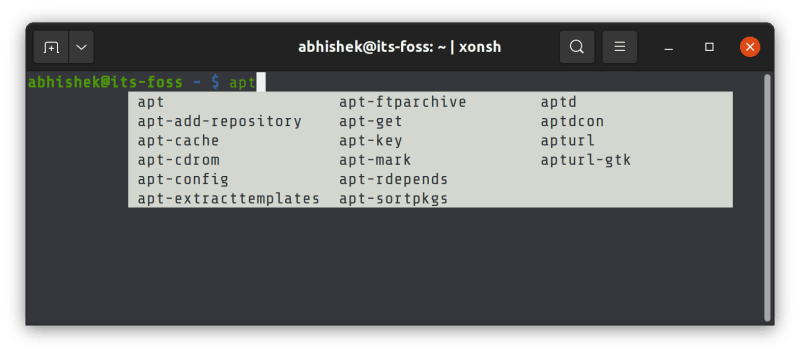 abhishek@its-foss: ~ | xonsh
abhishek@its-foss ~ $ apt
apt apt-ftparchive aptd
apt-add-repository apt-get aptdcon
apt-cache apt-key apturl
apt-cdrom apt-mark apturl-gtk
apt-config apt-rdepends
apt-extracttemplates apt-sortpkgs